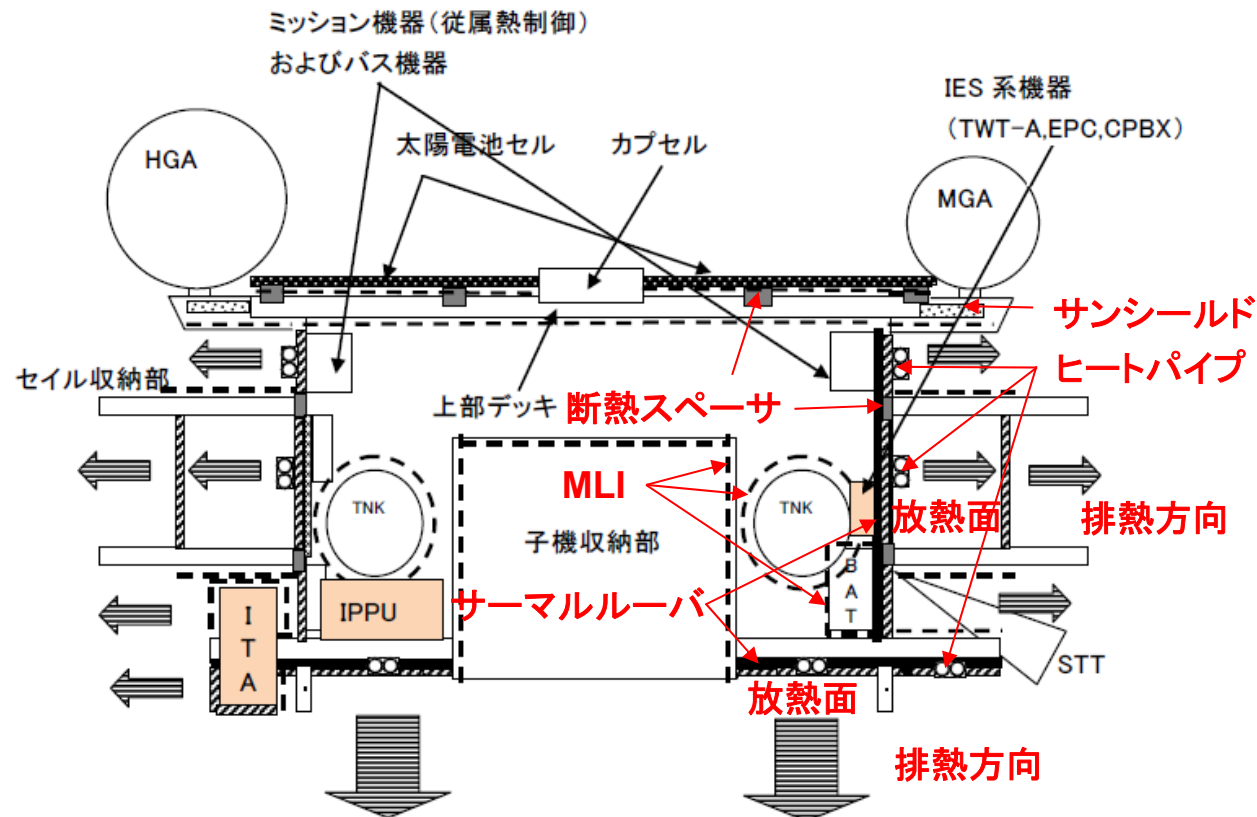 ミッション機器(従属熱制御)
およびバス機器
IES 系機器
(TWT-A,EPC,CPBX)
太陽電池セル
カプセル
HGA
MGA
サンシールド
ヒートパイプ
セイル収納部
上部デッキ
断熱スペーサ
MLI
TNK
TNK
放熱面
排熱方向
子機収納部
BAT
ITA
IPPU
サーマルルーバ
STT
放熱面
排熱方向